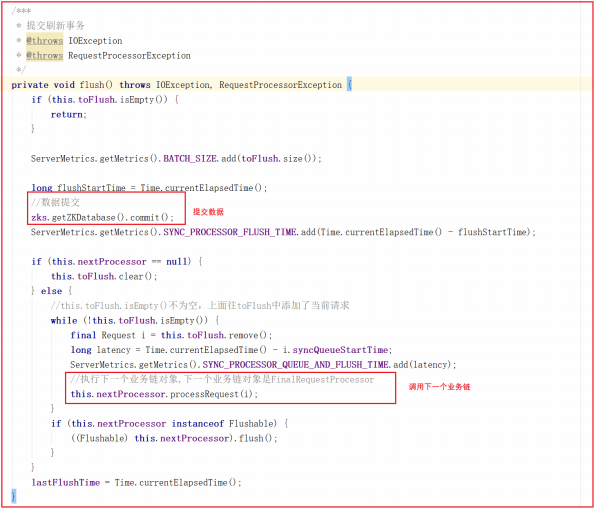 /***
 * 提交刷新事务
 * @throws IOException
 * @throws RequestProcessorException
 */
private void flush() throws IOException, RequestProcessorException {
    if (this.toFlush.isEmpty()) {
        return;
    }

    ServerMetrics.getMetrics().BATCH_SIZE.add(toFlush.size());

    long flushStartTime = Time.currentElapsedTime();
    //数据提交
    zks.getZKDatabase().commit(); 提交数据
    ServerMetrics.getMetrics().SYNC_PROCESSOR_FLUSH_TIME.add(Time.currentElapsedTime() - flushStartTime);

    if (this.nextProcessor == null) {
        this.toFlush.clear();
    } else {
        //this.toFlush.isEmpty()不为空，上面往toFlush中添加了当前请求
        while (!this.toFlush.isEmpty()) {
            final Request i = this.toFlush.remove();
            long latency = Time.currentElapsedTime() - i.syncQueueStartTime;
            ServerMetrics.getMetrics().SYNC_PROCESSOR_QUEUE_AND_FLUSH_TIME.add(latency);
            //执行下一个业务链对象,下一个业务链对象是FinalRequestProcessor
            this.nextProcessor.processRequest(i); 调用下一个业务链
        }
        if (this.nextProcessor instanceof Flushable) {
            ((Flushable) this.nextProcessor).flush();
        }
    }
    lastFlushTime = Time.currentElapsedTime();
}